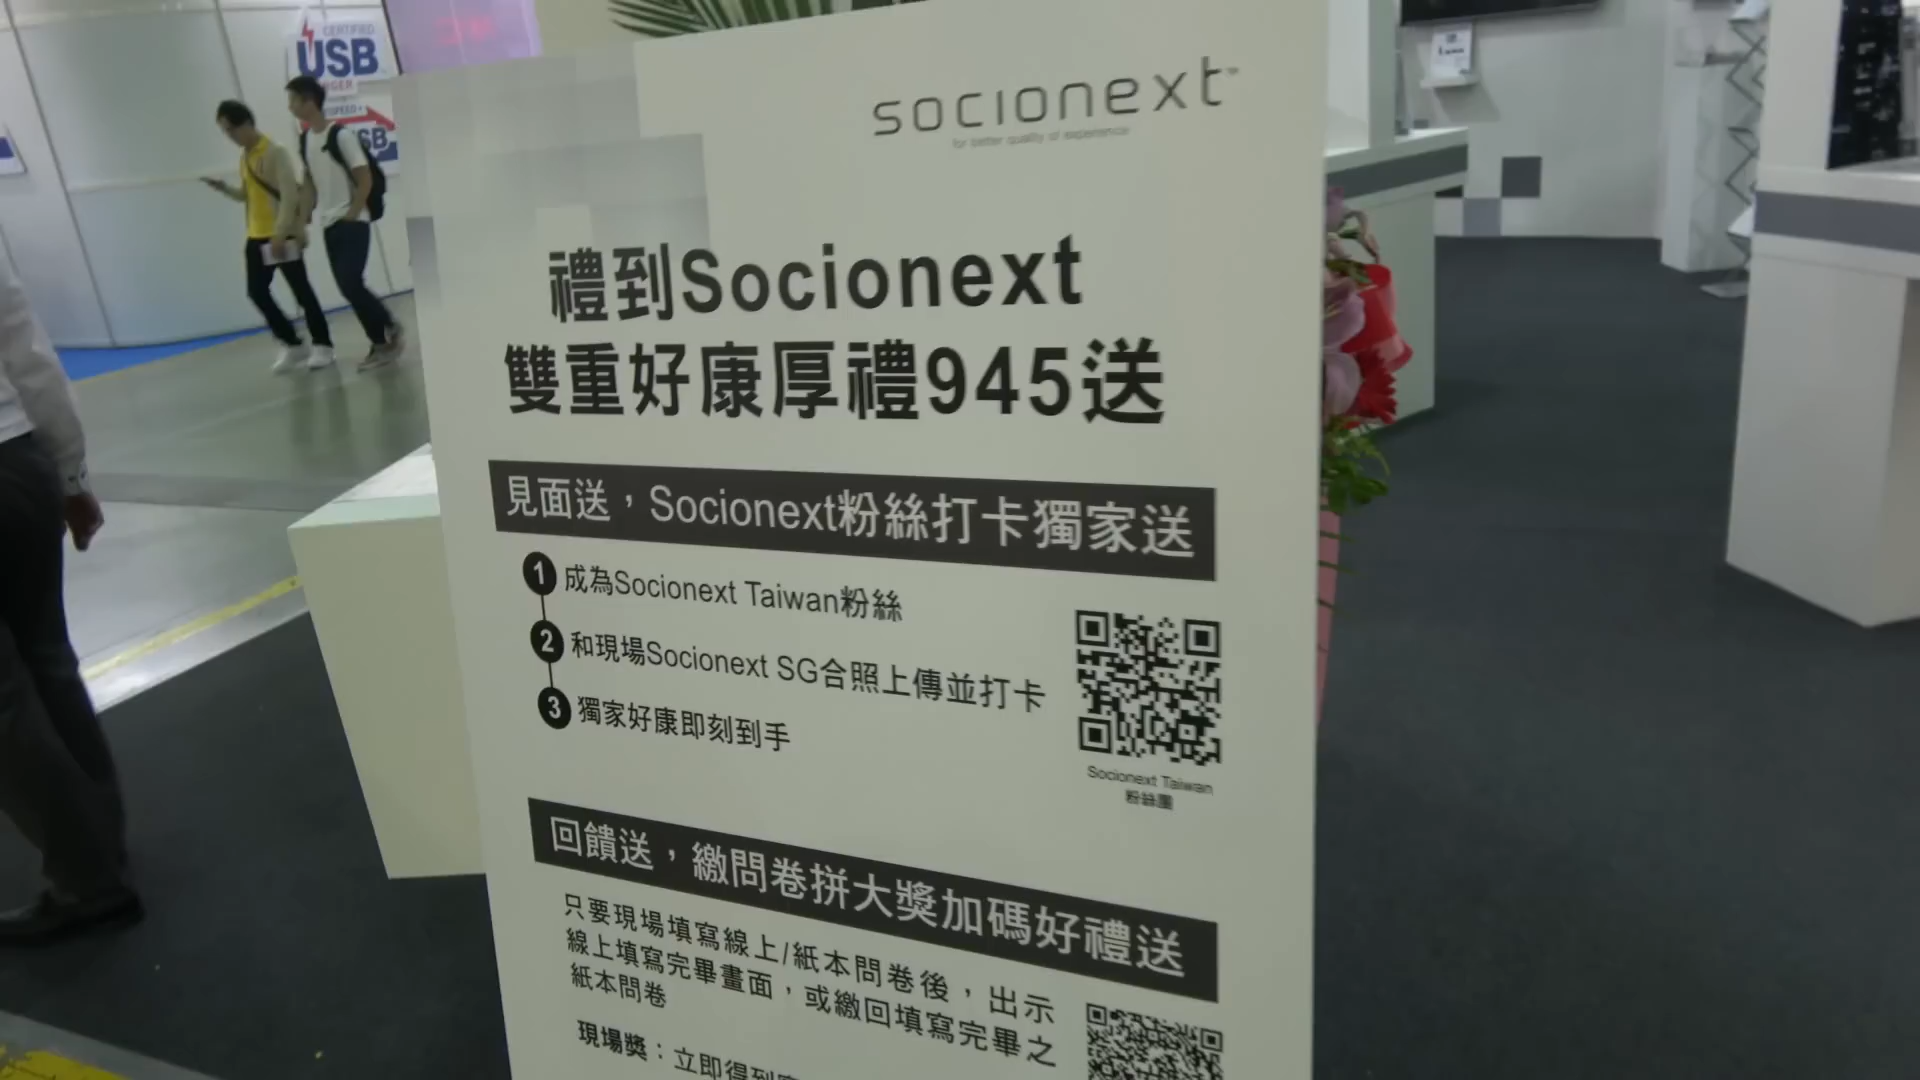 CERTIFIED
USB
socionext
for better quality of experience
禮到Socionext
雙重好康厚禮945送
見面送，Socionext粉絲打卡獨家送
1 成為Socionext Taiwan粉絲
2 和現場Socionext SG合照上傳並打卡
3 獨家好康即刻到手
Socionext Taiwan
粉絲團
回饋送，繳問卷拼大獎加碼好禮送
只要現場填寫線上/紙本問卷後，出示
線上填寫完畢畫面，或繳回填寫完畢之
紙本問卷
現場獎：立即得到